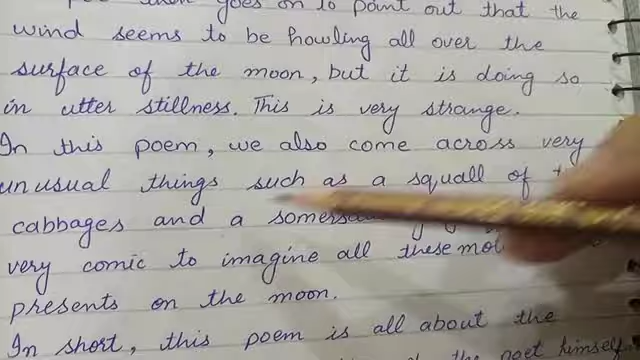 goes on to point out that the
wind seems to be howling all over the
surface of the moon, but it is doing so
in utter stillness. This is very strange.
In this poem, we also come across very
unusual things such as a squall of
cabbages and a
very comic to imagine all these
presents on the moon.
In short, this poem is all about the
the poet himself.